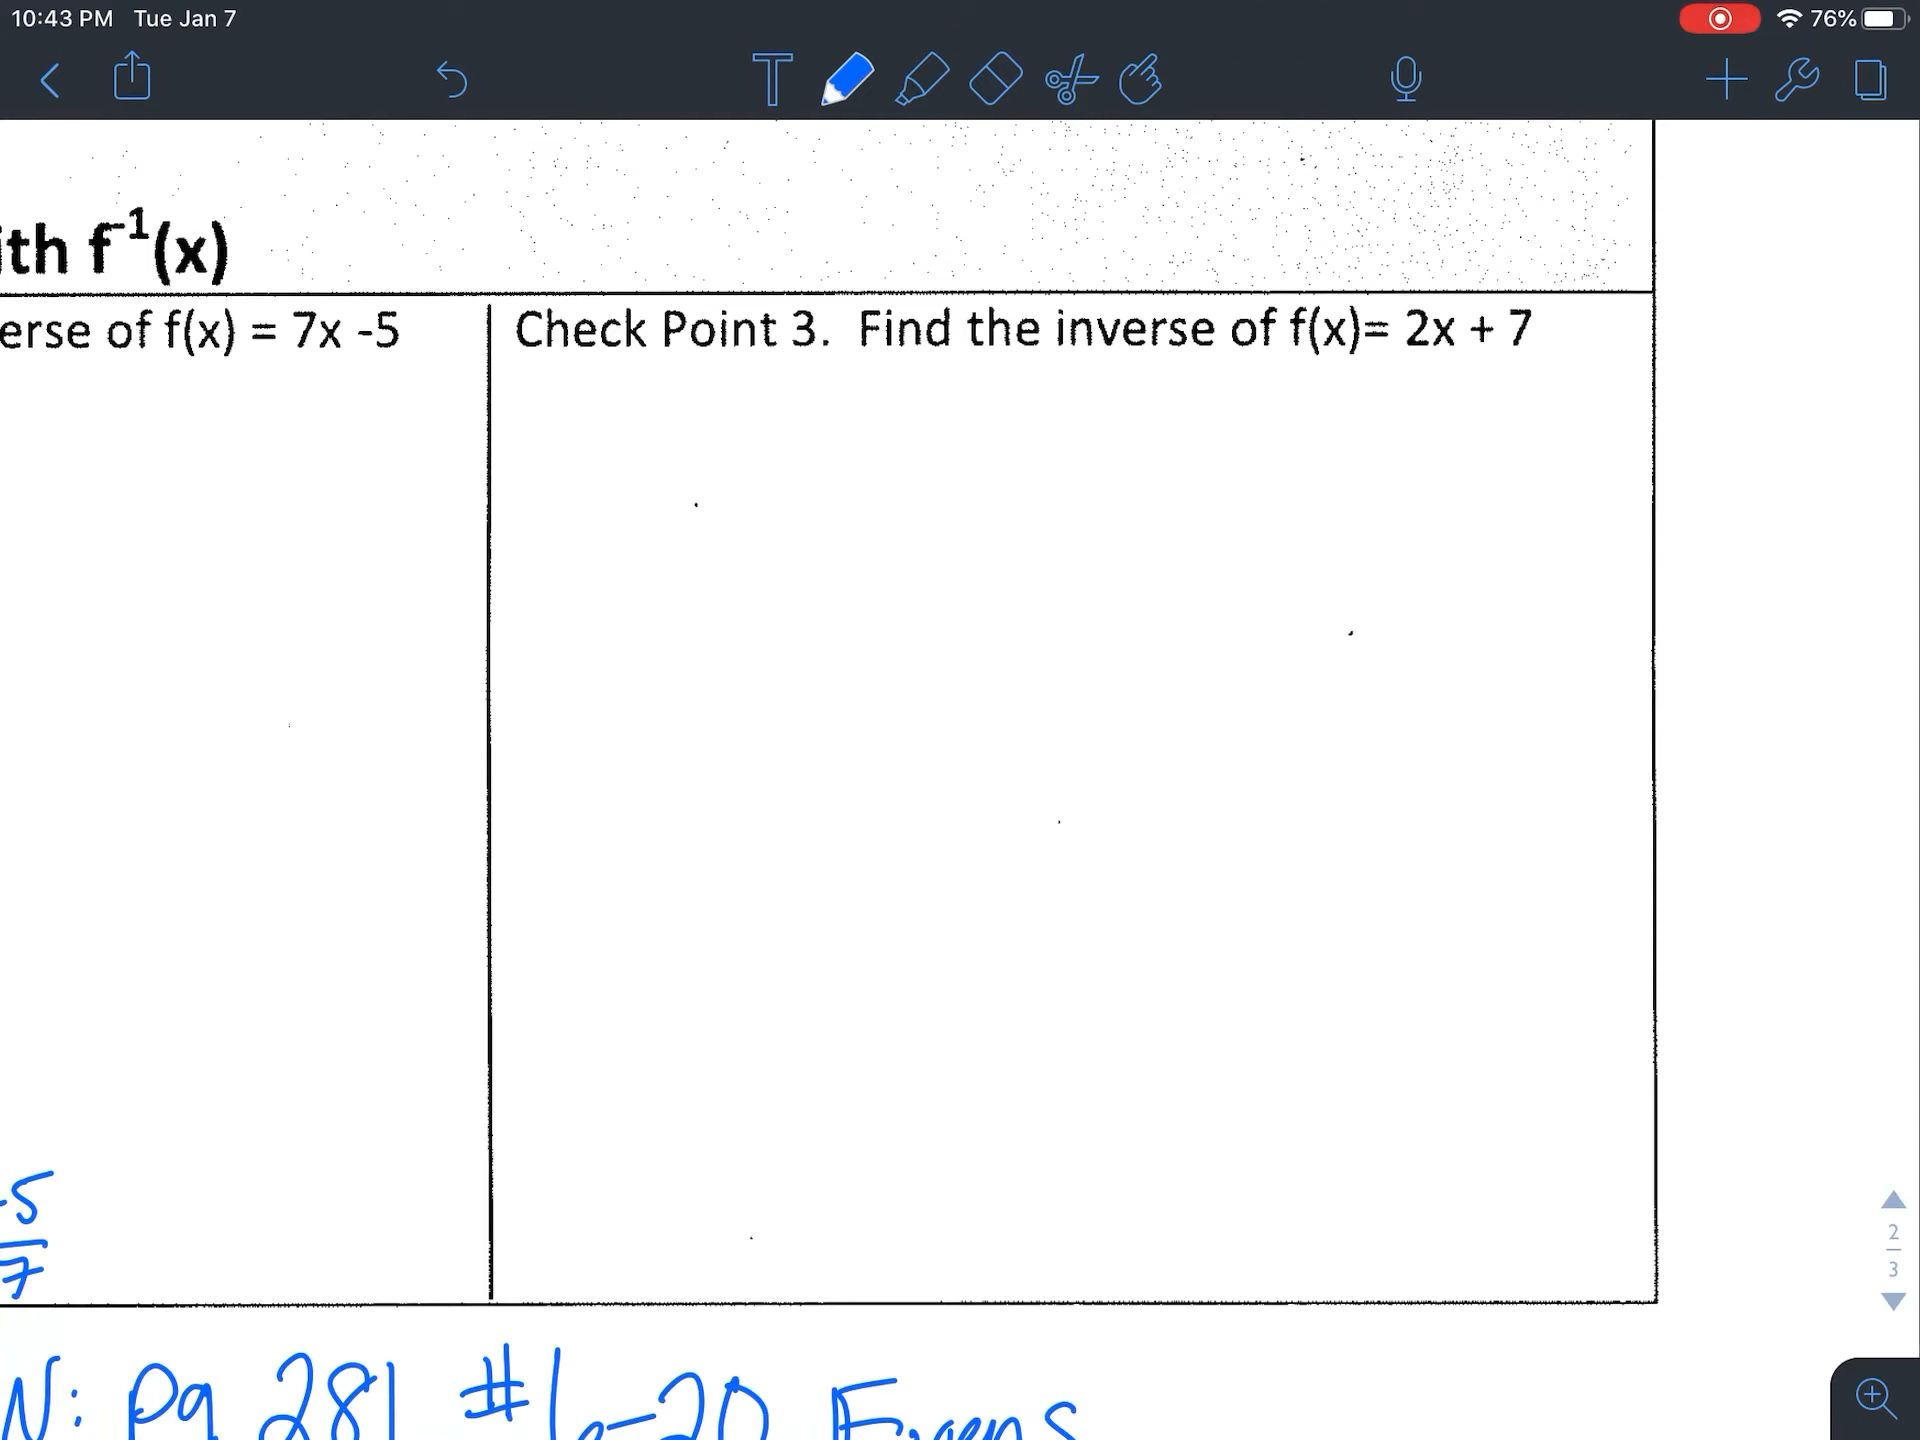 10:43 PM Tue Jan 7
76%
T
ith f⁻¹(x)
erse of f(x) = 7x -5
Check Point 3. Find the inverse of f(x)= 2x + 7
-5
7
2
3
N: pg 281 #6-20 Evens